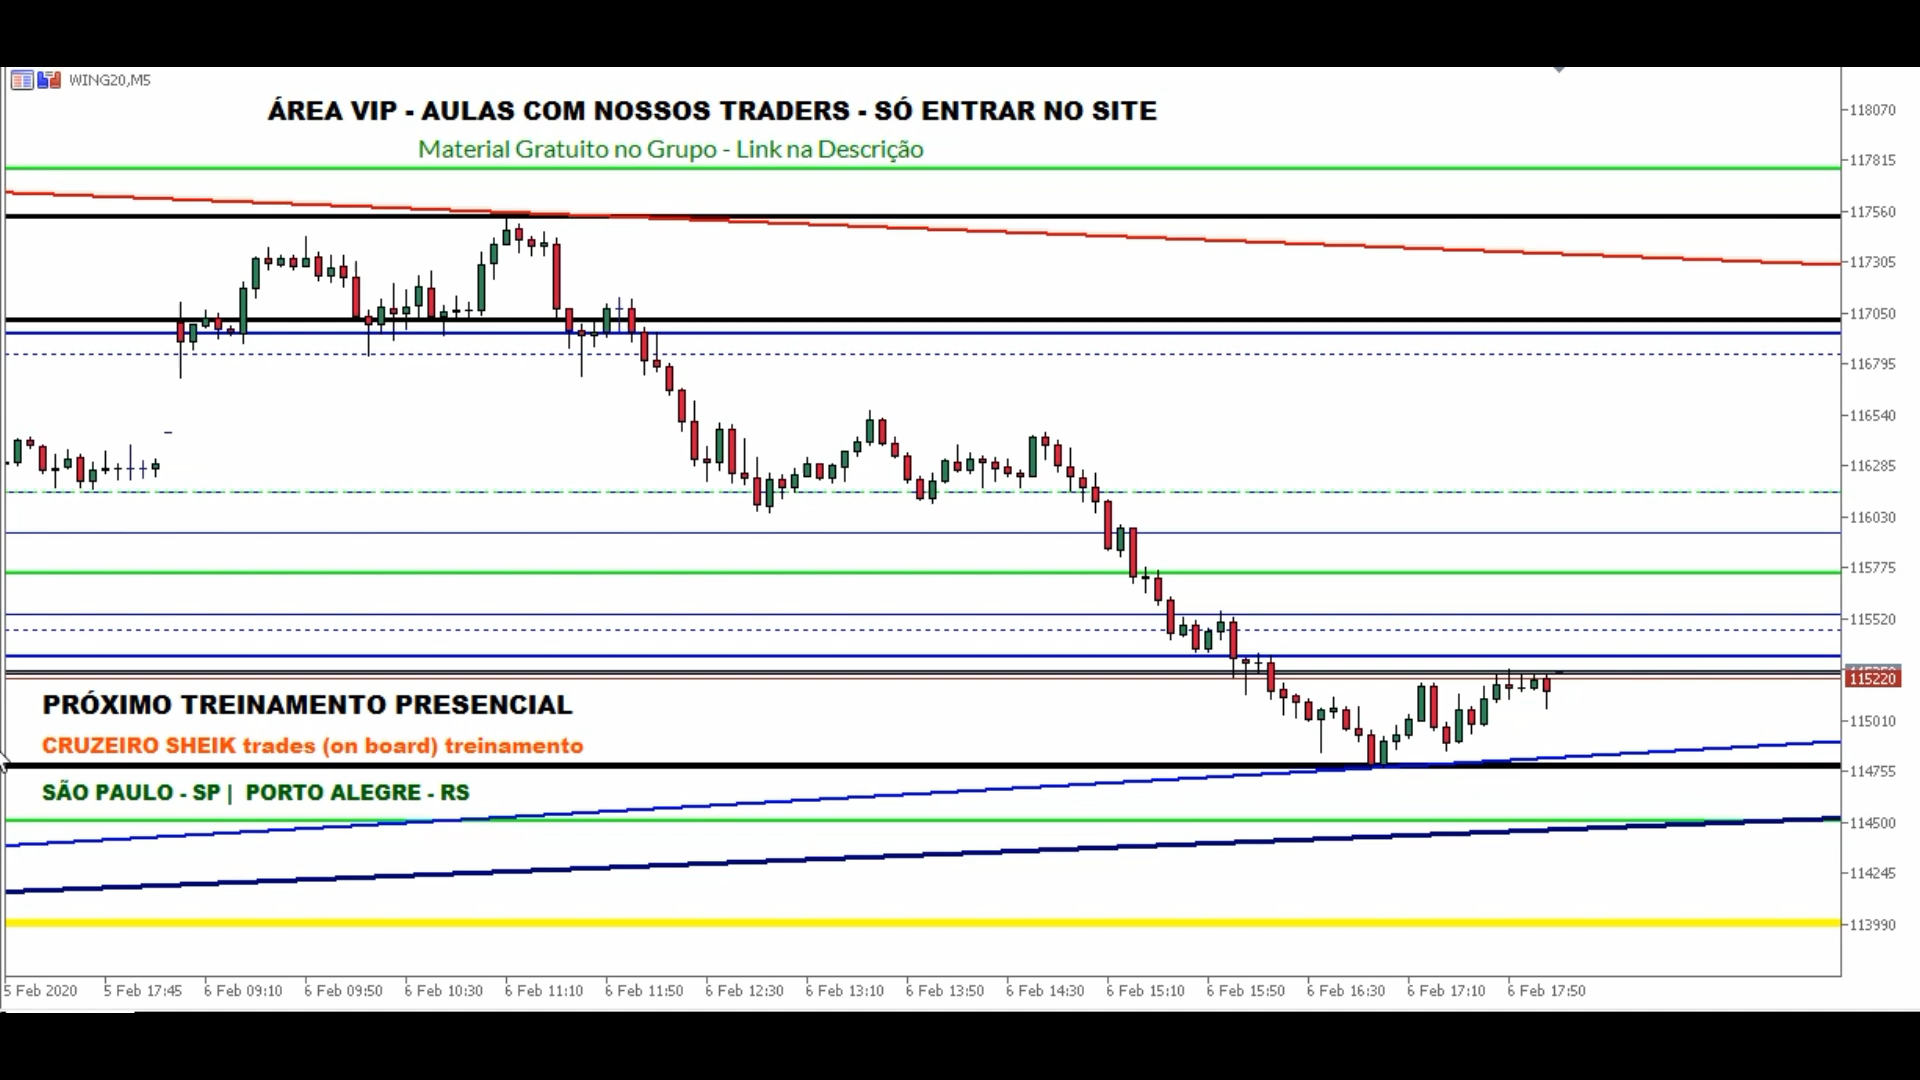 WING20,M5
ÁREA VIP - AULAS COM NOSSOS TRADERS - SÓ ENTRAR NO SITE
Material Gratuito no Grupo - Link na Descrição
118070
117815
117560
117305
117050
116795
116540
116285
116030
115775
115520
115220
115010
114755
114500
114245
113990
PRÓXIMO TREINAMENTO PRESENCIAL
CRUZEIRO SHEIK trades (on board) treinamento
SÃO PAULO - SP | PORTO ALEGRE - RS
5 Feb 2020 5 Feb 17:45 6 Feb 09:10 6 Feb 09:50 6 Feb 10:30 6 Feb 11:10 6 Feb 11:50 6 Feb 12:30 6 Feb 13:10 6 Feb 13:50 6 Feb 14:30 6 Feb 15:10 6 Feb 15:50 6 Feb 16:30 6 Feb 17:10 6 Feb 17:50